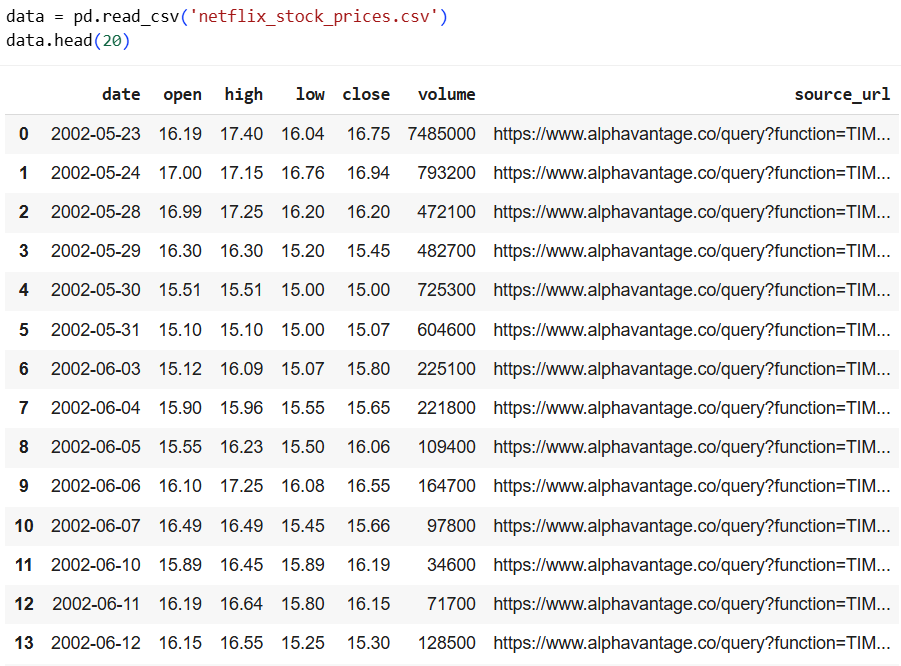 data = pd.read_csv('netflix_stock_prices.csv')
data.head(20)
date open high low close volume source_url
0 2002-05-23 16.19 17.40 16.04 16.75 7485000 https://www.alphavantage.co/query?function=TIM...
1 2002-05-24 17.00 17.15 16.76 16.94 793200 https://www.alphavantage.co/query?function=TIM...
2 2002-05-28 16.99 17.25 16.20 16.20 472100 https://www.alphavantage.co/query?function=TIM...
3 2002-05-29 16.30 16.30 15.20 15.45 482700 https://www.alphavantage.co/query?function=TIM...
4 2002-05-30 15.51 15.51 15.00 15.00 725300 https://www.alphavantage.co/query?function=TIM...
5 2002-05-31 15.10 15.10 15.00 15.07 604600 https://www.alphavantage.co/query?function=TIM...
6 2002-06-03 15.12 16.09 15.07 15.80 225100 https://www.alphavantage.co/query?function=TIM...
7 2002-06-04 15.90 15.96 15.55 15.65 221800 https://www.alphavantage.co/query?function=TIM...
8 2002-06-05 15.55 16.23 15.50 16.06 109400 https://www.alphavantage.co/query?function=TIM...
9 2002-06-06 16.10 17.25 16.08 16.55 164700 https://www.alphavantage.co/query?function=TIM...
10 2002-06-07 16.49 16.49 15.45 15.66 97800 https://www.alphavantage.co/query?function=TIM...
11 2002-06-10 15.89 16.45 15.89 16.19 34600 https://www.alphavantage.co/query?function=TIM...
12 2002-06-11 16.19 16.64 15.80 16.15 71700 https://www.alphavantage.co/query?function=TIM...
13 2002-06-12 16.15 16.55 15.25 15.30 128500 https://www.alphavantage.co/query?function=TIM...